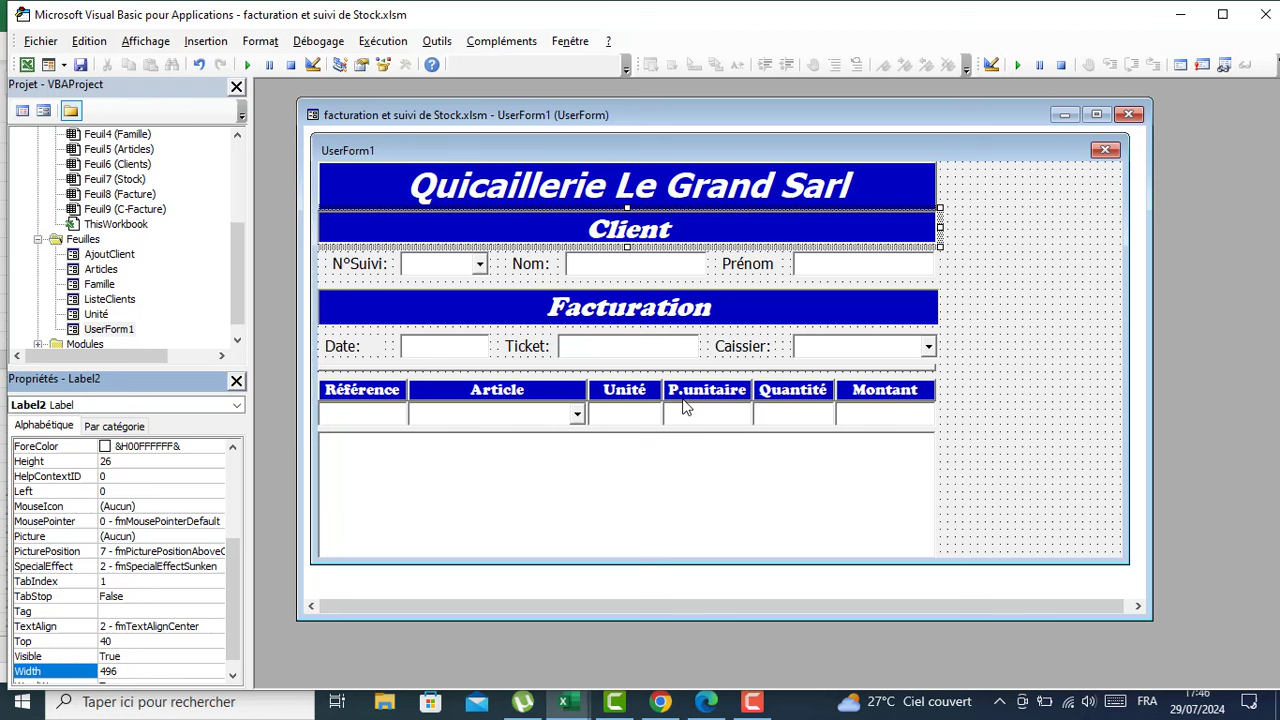 Microsoft Visual Basic pour Applications - facturation et suivi de Stock.xlsm
Fichier Edition Affichage Insertion Format Débogage Exécution Outils Compléments Fenêtre ?
Projet - VBAProject
Feuil4 (Famille)
Feuil5 (Articles)
Feuil6 (Clients)
Feuil7 (Stock)
Feuil8 (Facture)
Feuil9 (C-Facture)
ThisWorkbook
Feuilles
AjoutClient
Articles
Famille
ListeClients
Unité
UserForm1
Modules
Propriétés - Label2
Label2 Label
Alphabétique Par catégorie
ForeColor &H00FFFFFF&
Height 26
HelpContextID 0
Left 0
MouseIcon (Aucun)
MousePointer 0 - fmMousePointerDefault
Picture (Aucun)
PicturePosition 7 - fmPicturePositionAboveC
SpecialEffect 2 - fmSpecialEffectSunken
TabIndex 1
TabStop False
Tag
TextAlign 2 - fmTextAlignCenter
Top 40
Visible True
Width 496
facturation et suivi de Stock.xlsm - UserForm1 (UserForm)
UserForm1
Quicaillerie Le Grand Sarl
Client
N°Suivi: Nom: Prénom
Facturation
Date: Ticket: Caissier:
Référence Article Unité P.unitaire Quantité Montant
Taper ici pour rechercher
27°C Ciel couvert
FRA
17:46
29/07/2024